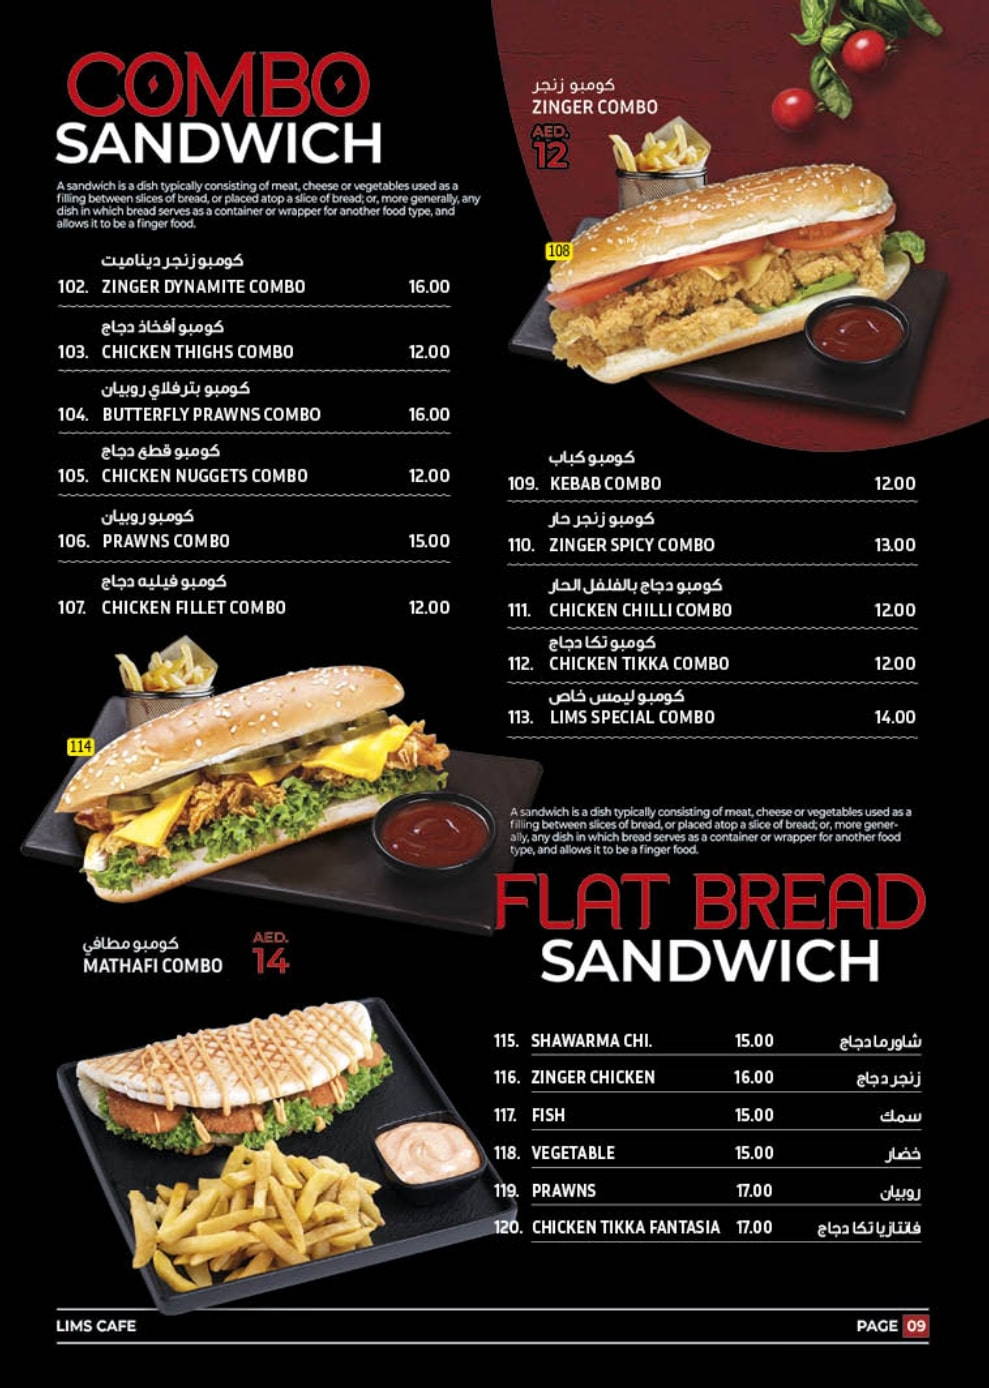 COMBO
SANDWICH
A sandwich is a dish typically consisting of meat, cheese or vegetables used as a
filling between slices of bread, or placed atop a slice of bread; or, more generally, any
dish in which bread serves as a container or wrapper for another food type, and
allows it to be a finger food.
كومبو زنجر ديناميت
102. ZINGER DYNAMITE COMBO 16.00
كومبو أفخاذ دجاج
103. CHICKEN THIGHS COMBO 12.00
كومبو بترفلاي روبيان
104. BUTTERFLY PRAWNS COMBO 16.00
كومبو قطع دجاج
105. CHICKEN NUGGETS COMBO 12.00
كومبو روبيان
106. PRAWNS COMBO 15.00
كومبو فيليه دجاج
107. CHICKEN FILLET COMBO 12.00
كومبو زنجر
ZINGER COMBO
AED.
12
108
كومبو كباب
109. KEBAB COMBO 12.00
كومبو زنجر حار
110. ZINGER SPICY COMBO 13.00
كومبو دجاج بالفلفل الحار
111. CHICKEN CHILLI COMBO 12.00
كومبو تكا دجاج
112. CHICKEN TIKKA COMBO 12.00
كومبو ليمس خاص
113. LIMS SPECIAL COMBO 14.00
114
كومبو مطافي
MATHAFI COMBO
AED.
14
A sandwich is a dish typically consisting of meat, cheese or vegetables used as a
filling between slices of bread, or placed atop a slice of bread; or, more gener-
ally, any dish in which bread serves as a container or wrapper for another food
type, and allows it to be a finger food.
FLAT BREAD
SANDWICH
115. SHAWARMA CHI. 15.00 شاورما دجاج
116. ZINGER CHICKEN 16.00 زنجر دجاج
117. FISH 15.00 سمك
118. VEGETABLE 15.00 خضار
119. PRAWNS 17.00 روبيان
120. CHICKEN TIKKA FANTASIA 17.00 فانتازيا تكا دجاج
LIMS CAFE
PAGE 09